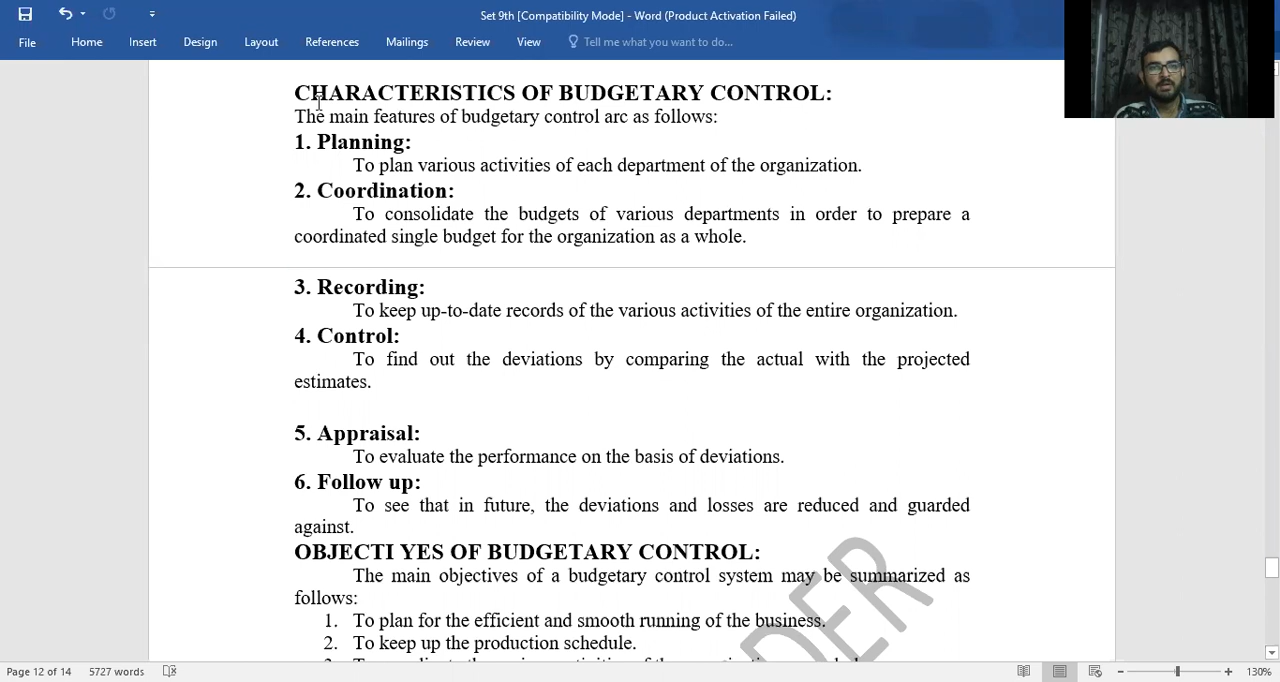 Set 9th [Compatibility Mode] - Word (Product Activation Failed)
File Home Insert Design Layout References Mailings Review View Tell me what you want to do...
CHARACTERISTICS OF BUDGETARY CONTROL:
The main features of budgetary control arc as follows:
1. Planning:
To plan various activities of each department of the organization.
2. Coordination:
To consolidate the budgets of various departments in order to prepare a
coordinated single budget for the organization as a whole.
3. Recording:
To keep up-to-date records of the various activities of the entire organization.
4. Control:
To find out the deviations by comparing the actual with the projected
estimates.
5. Appraisal:
To evaluate the performance on the basis of deviations.
6. Follow up:
To see that in future, the deviations and losses are reduced and guarded
against.
OBJECTI YES OF BUDGETARY CONTROL:
The main objectives of a budgetary control system may be summarized as
follows:
1. To plan for the efficient and smooth running of the business.
2. To keep up the production schedule.
DER
Page 12 of 14 5727 words 130%